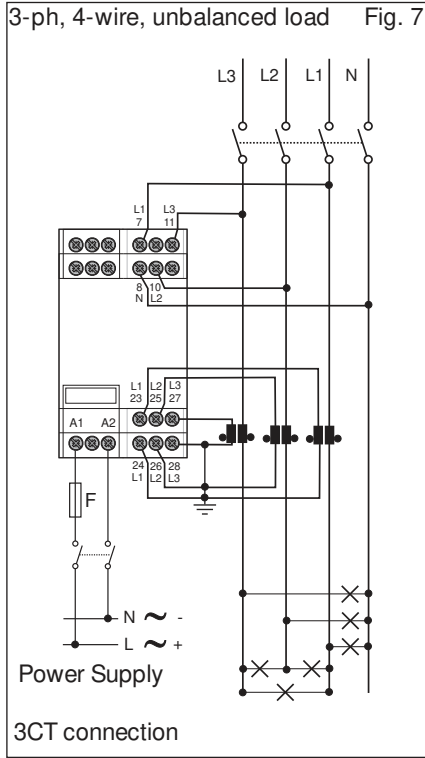 3-ph, 4-wire, unbalanced load Fig. 7
L3 L2 L1 N
L1 L3
7 11
8 10
N L2
L1 L2 L3
23 25 27
A1 A2
24 26 28
L1 L2 L3
F
N ~ -
L ~ +
Power Supply
3CT connection